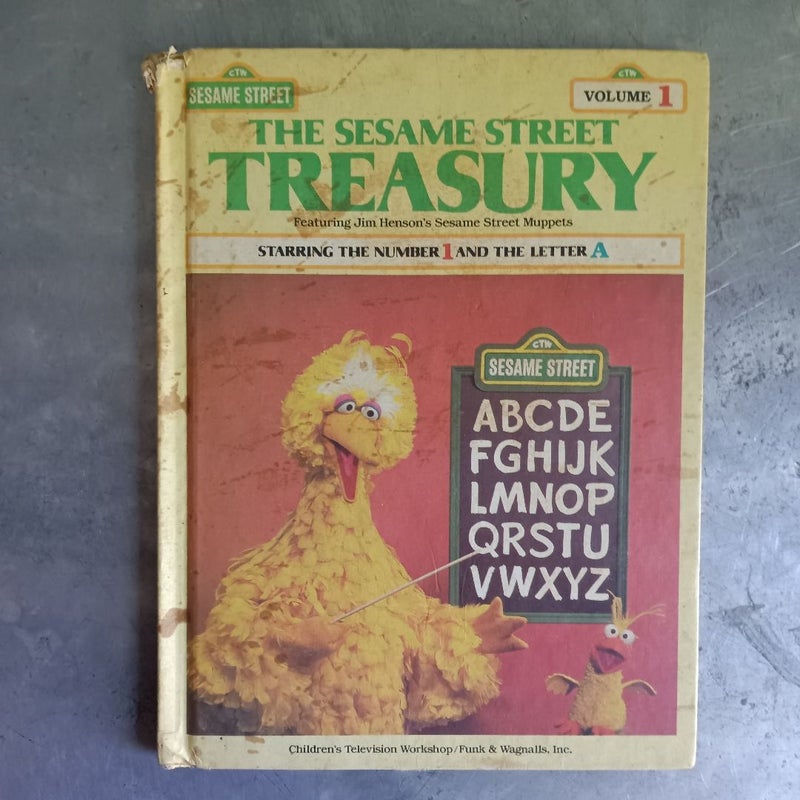 CTW
SESAME STREET
CTW
VOLUME 1
THE SESAME STREET
TREASURY
Featuring Jim Henson's Sesame Street Muppets
STARRING THE NUMBER 1 AND THE LETTER A
CTW
SESAME STREET
ABCDE
FGHIJK
LMNOP
QRSTU
VWXYZ
Children's Television Workshop/Funk & Wagnalls, Inc.